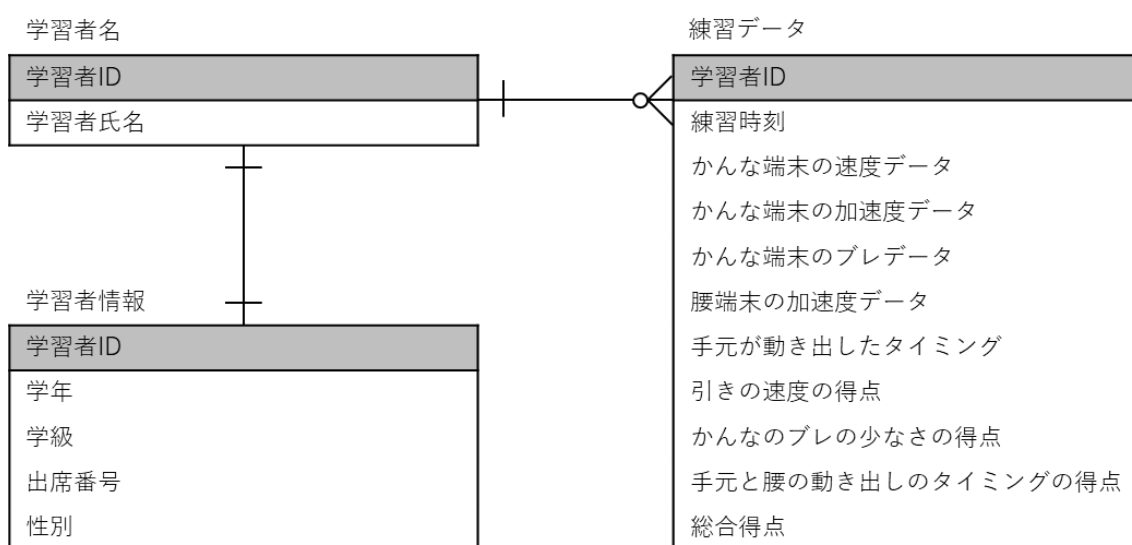 学習者名
学習者ID
学習者氏名
学習者情報
学習者ID
学年
学級
出席番号
性別
練習データ
学習者ID
練習時刻
かんな端末の速度データ
かんな端末の加速度データ
かんな端末のブレデータ
腰端末の加速度データ
手元が動き出したタイミング
引きの速度の得点
かんなのブレの少なさの得点
手元と腰の動き出しのタイミングの得点
総合得点